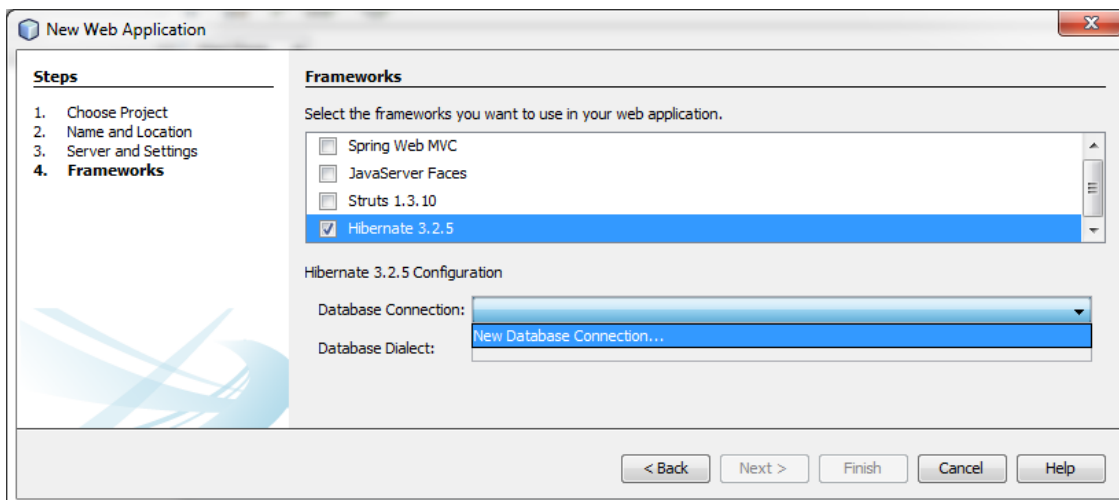 New Web Application
Steps
1. Choose Project
2. Name and Location
3. Server and Settings
4. Frameworks
Frameworks
Select the frameworks you want to use in your web application.
Spring Web MVC
JavaServer Faces
Struts 1.3.10
Hibernate 3.2.5
Hibernate 3.2.5 Configuration
Database Connection:
New Database Connection...
Database Dialect:
< Back Next > Finish Cancel Help